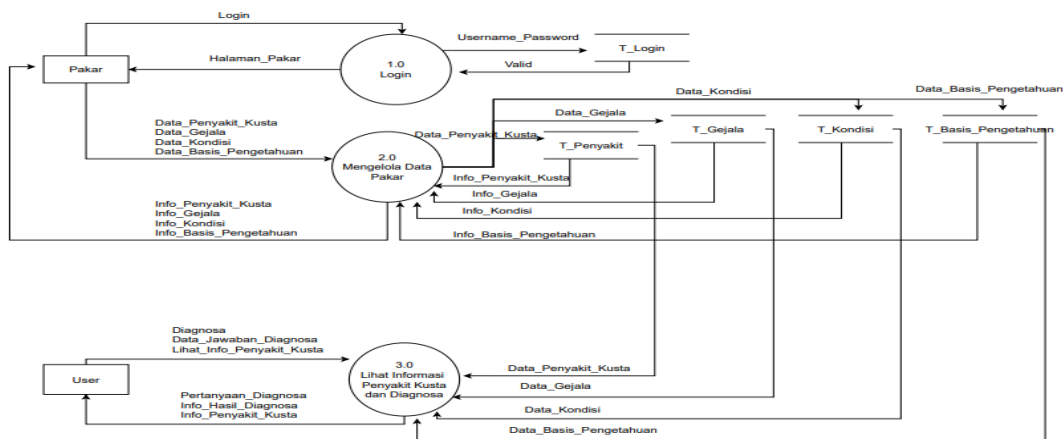 Login
Username_Password
T_Login
Halaman_Pakar
1.0
Login
Valid
Pakar
Data_Kondisi
Data_Basis_Pengetahuan
Data_Gejala
Data_Penyakit_Kusta
Data_Gejala
Data_Kondisi
Data_Basis_Pengetahuan
Data_Penyakit_Kusta
T_Penyakit
T_Gejala
T_Kondisi
T_Basis_Pengetahuan
2.0
Mengelola Data
Pakar
Info_Penyakit_Kusta
Info_Gejala
Info_Kondisi
Info_Basis_Pengetahuan
Info_Penyakit_Kusta
Info_Gejala
Info_Kondisi
Info_Basis_Pengetahuan
Diagnosa
Data_Jawaban_Diagnosa
Lihat_Info_Penyakit_Kusta
User
3.0
Lihat Informasi
Penyakit Kusta
dan Diagnosa
Pertanyaan_Diagnosa
Info_Hasil_Diagnosa
Info_Penyakit_Kusta
Data_Penyakit_Kusta
Data_Gejala
Data_Kondisi
Data_Basis_Pengetahuan